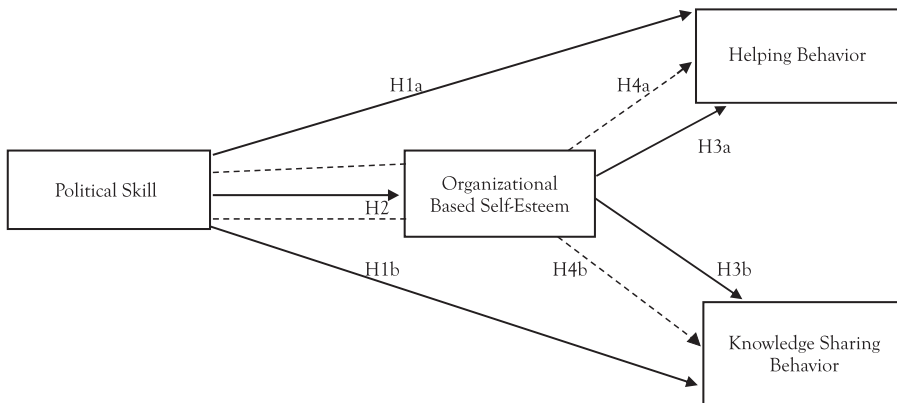 Helping Behavior
H1a
H4a
H3a
Political Skill
Organizational
Based Self-Esteem
H2
H1b
H4b
H3b
Knowledge Sharing
Behavior